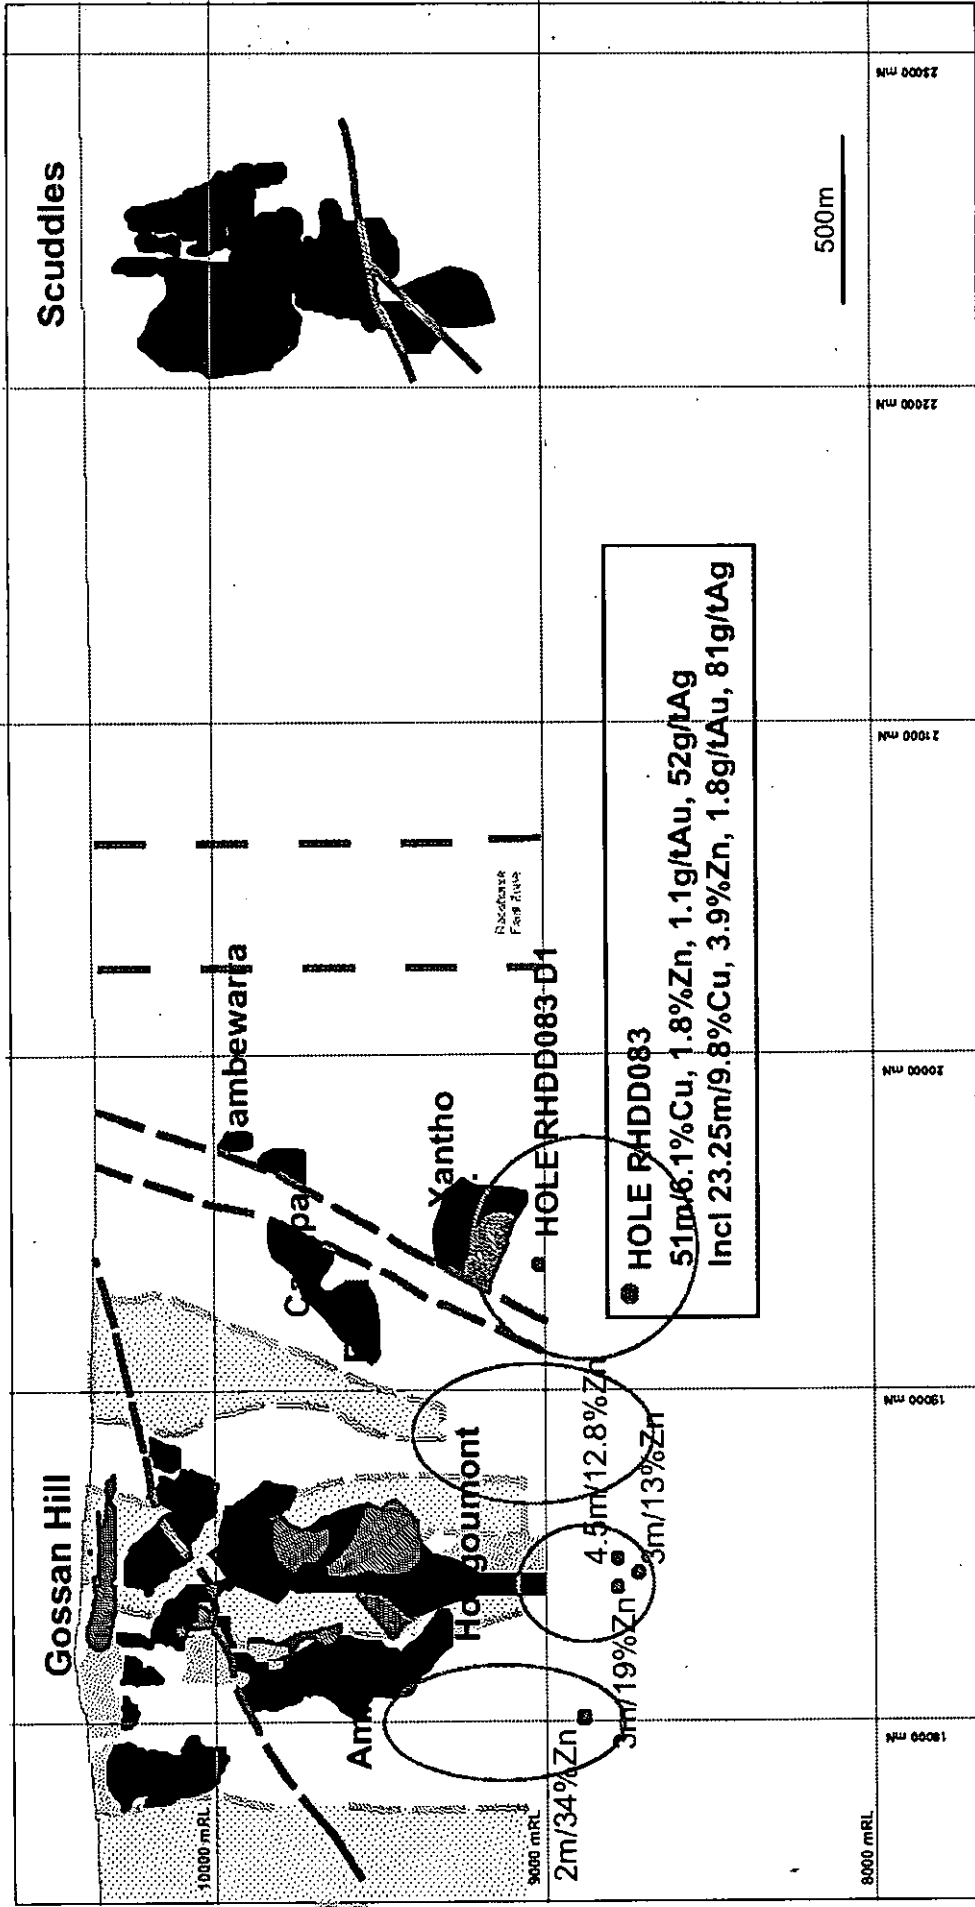 Gossan Hill
Scuddles
ambewarra
Xantho
HOLE RHDD083 D1
Am
2m/34%Zn
3m/19%Zn
4.5m/12.8%Zn
3m/13%Zn
HOLE RHDD083
51m/6.1%Cu, 1.8%Zn, 1.1g/tAu, 52g/tAg
Incl 23.25m/9.8%Cu, 3.9%Zn, 1.8g/tAu, 81g/tAg
500m
10000 mRL
9000 mRL
8000 mRL
18000 mN
19000 mN
20000 mN
21000 mN
22000 mN
23000 mN